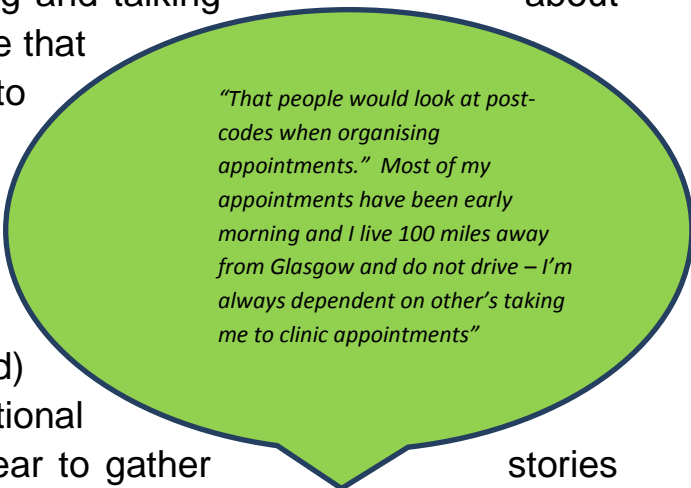 g and talking about
e that
to
“That people would look at post-
codes when organising
appointments.”  Most of my
appointments have been early
morning and I live 100 miles away
from Glasgow and do not drive – I’m
always dependent on other’s taking
me to clinic appointments”
d)
tional
ear to gather stories